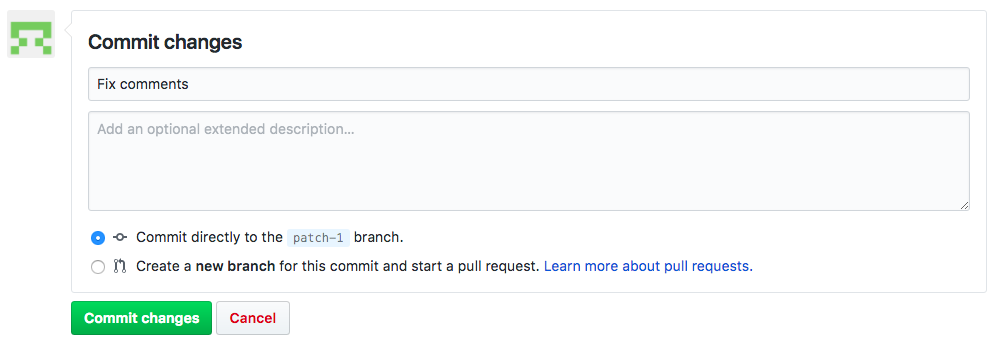 Commit changes
Fix comments
Add an optional extended description...
Commit directly to the patch-1 branch.
Create a new branch for this commit and start a pull request. Learn more about pull requests.
Commit changes Cancel